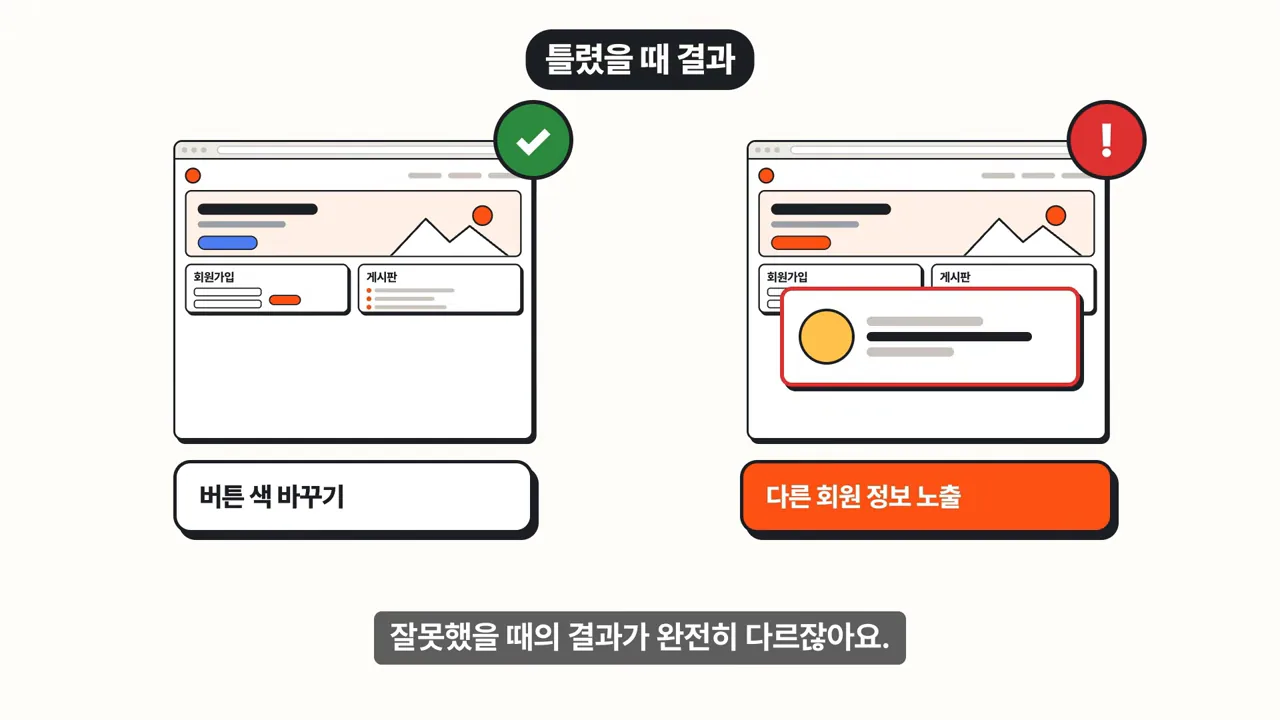 틀렸을 때 결과
회원가입
게시판
회원가입
게시판
버튼 색 바꾸기
다른 회원 정보 노출
잘못했을 때의 결과가 완전히 다르잖아요.